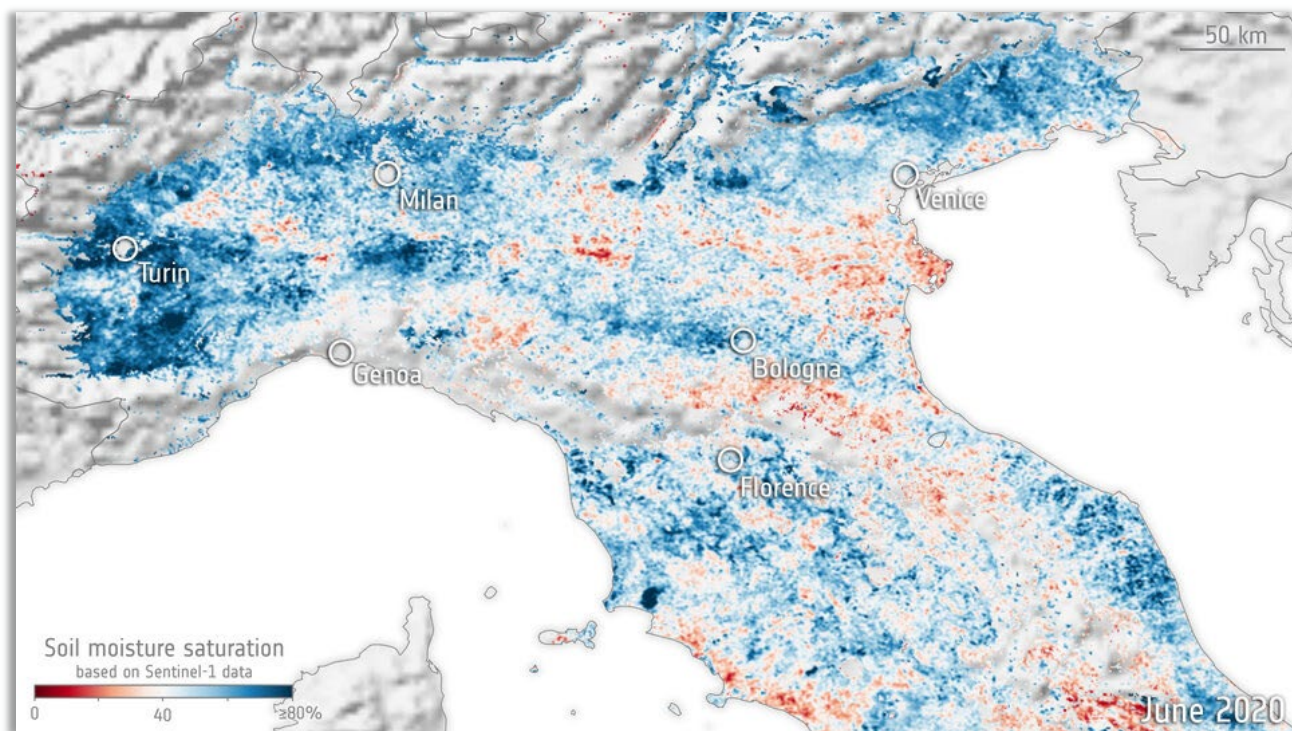 50 km
Milan
Venice
Turin
Genoa
Bologna
Florence
Soil moisture saturation
based on Sentinel-1 data
0 40 ≥80%
June 2020